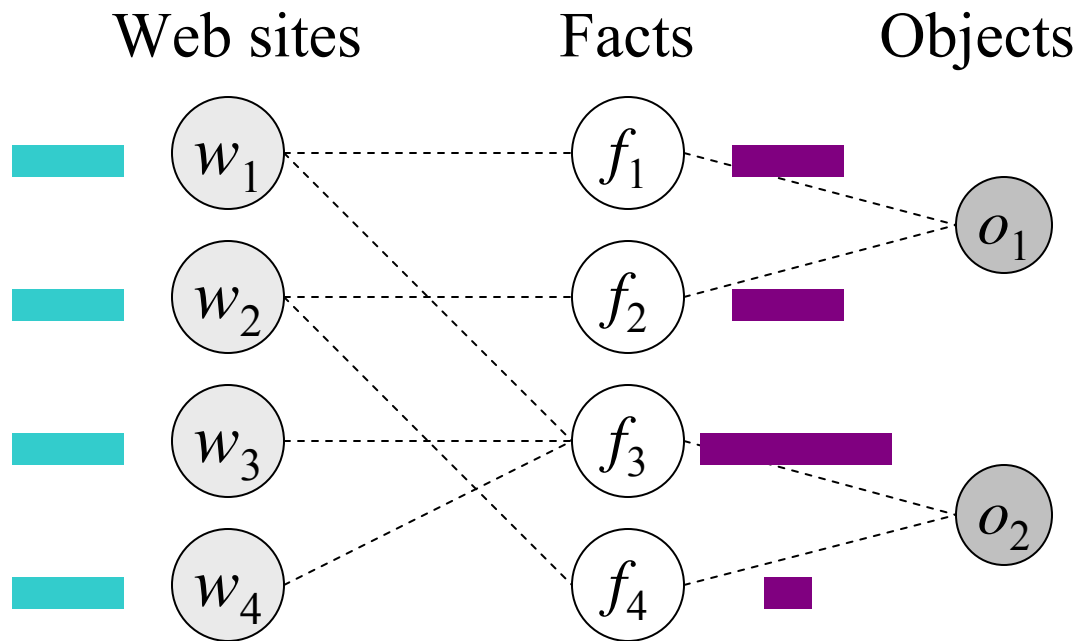 Web sites Facts Objects
w1 f1
o1
w2 f2
w3 f3
o2
w4 f4